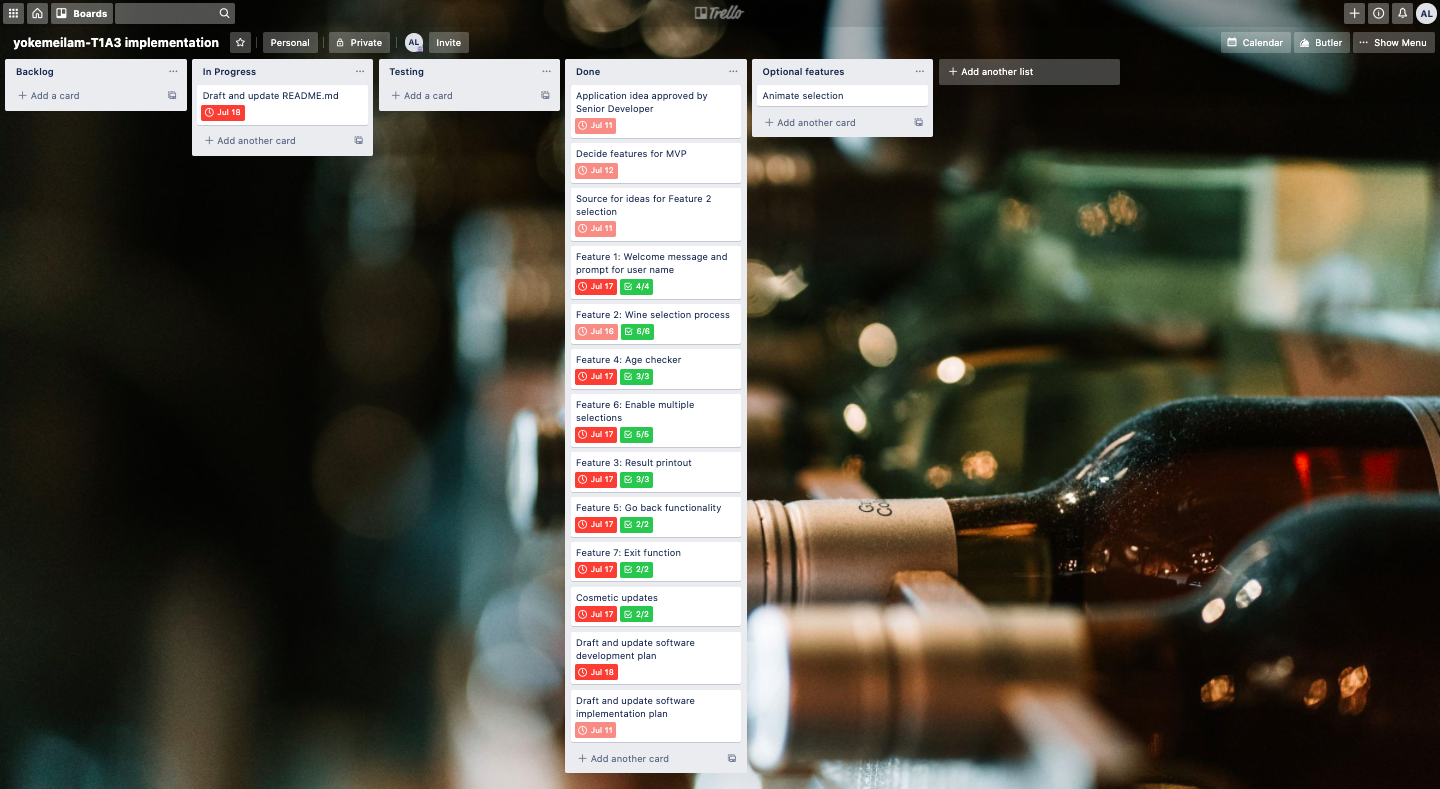 Boards
Trello
AL
yokemeilam-T1A3 implementation
Personal
Private
AL
Invite
Calendar
Butler
Show Menu
Backlog
Add a card
In Progress
Draft and update README.md
Jul 18
Add another card
Testing
Add a card
Done
Application idea approved by
Senior Developer
Jul 11
Decide features for MVP
Jul 12
Source for ideas for Feature 2
selection
Jul 11
Feature 1: Welcome message and
prompt for user name
Jul 17 4/4
Feature 2: Wine selection process
Jul 16 6/6
Feature 4: Age checker
Jul 17 3/3
Feature 6: Enable multiple
selections
Jul 17 5/5
Feature 3: Result printout
Jul 17 3/3
Feature 5: Go back functionality
Jul 17 2/2
Feature 7: Exit function
Jul 17 2/2
Cosmetic updates
Jul 17 2/2
Draft and update software
development plan
Jul 18
Draft and update software
implementation plan
Jul 11
Add another card
Optional features
Animate selection
Add another card
Add another list